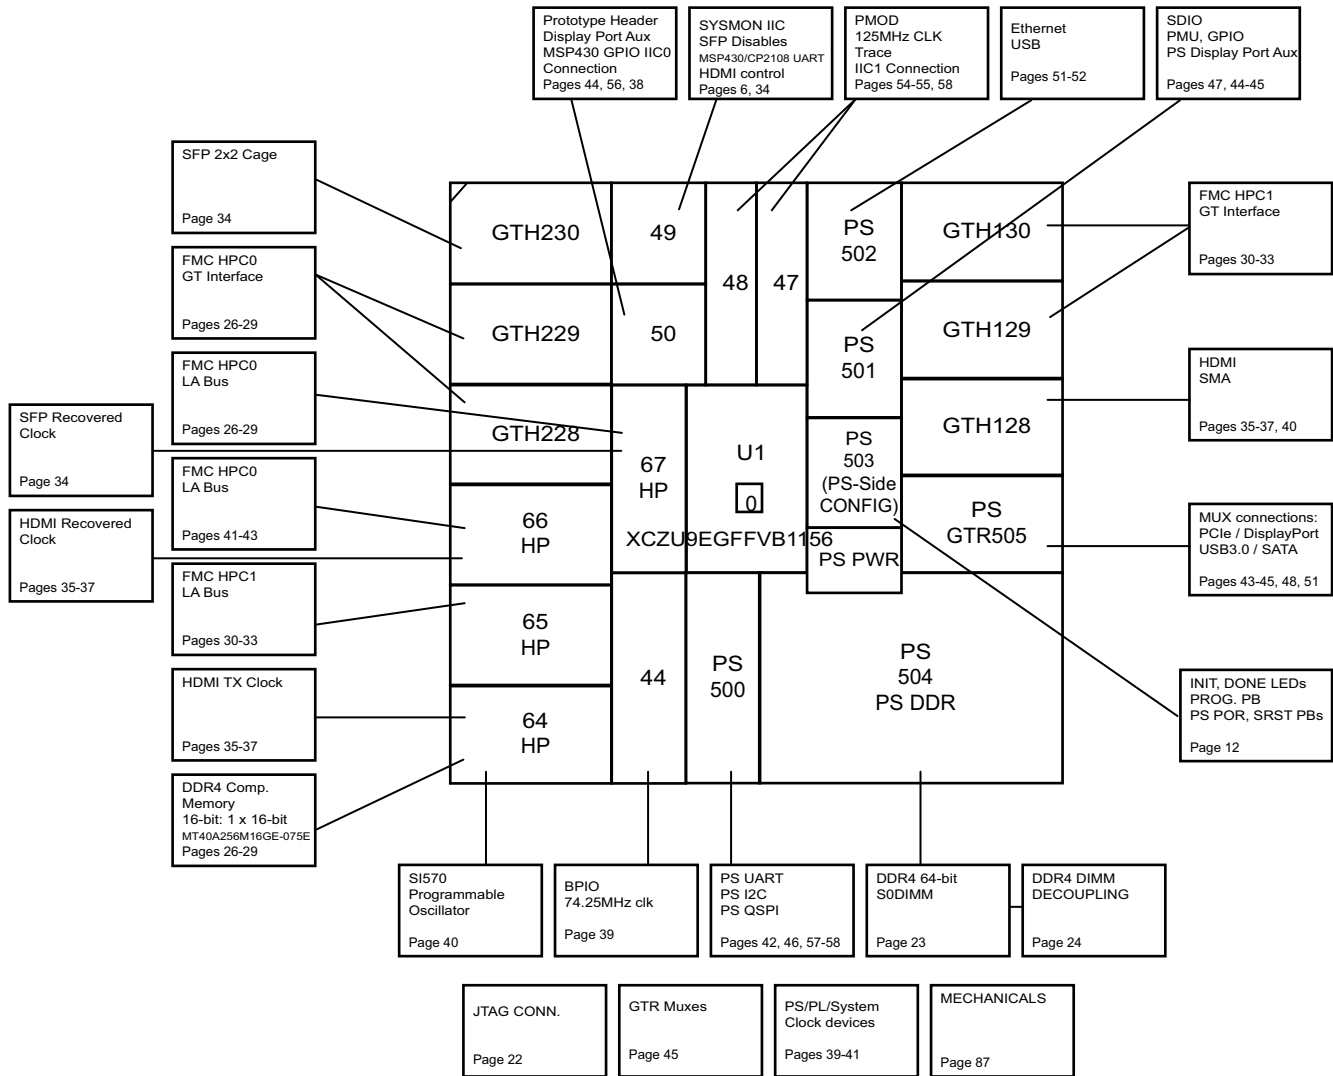 Prototype Header
Display Port Aux
MSP430 GPIO IIC0
Connection
Pages 44, 56, 38
SYSMON IIC
SFP Disables
MSP430/CP2108 UART
HDMI control
Pages 6, 34
PMOD
125MHz CLK
Trace
IIC1 Connection
Pages 54-55, 58
Ethernet
USB
Pages 51-52
SDIO
PMU, GPIO
PS Display Port Aux
Pages 47, 44-45
SFP 2x2 Cage
Page 34
FMC HPC0
GT Interface
Pages 26-29
FMC HPC0
LA Bus
Pages 26-29
SFP Recovered
Clock
Page 34
FMC HPC0
LA Bus
Pages 41-43
HDMI Recovered
Clock
Pages 35-37
FMC HPC1
LA Bus
Pages 30-33
HDMI TX Clock
Pages 35-37
DDR4 Comp.
Memory
16-bit: 1 x 16-bit
MT40A256M16GE-075E
Pages 26-29
GTH230
49
48
47
PS
502
GTH130
GTH229
50
PS
501
GTH129
GTH228
67
HP
U1
0
XCZU9EGFFVB1156
PS
503
(PS-Side
CONFIG)
GTH128
66
HP
PS PWR
PS
GTR505
65
HP
44
PS
500
PS
504
PS DDR
64
HP
FMC HPC1
GT Interface
Pages 30-33
HDMI
SMA
Pages 35-37, 40
MUX connections:
PCIe / DisplayPort
USB3.0 / SATA
Pages 43-45, 48, 51
INIT, DONE LEDs
PROG. PB
PS POR, SRST PBs
Page 12
SI570
Programmable
Oscillator
Page 40
BPIO
74.25MHz clk
Page 39
PS UART
PS I2C
PS QSPI
Pages 42, 46, 57-58
DDR4 64-bit
S0DIMM
Page 23
DDR4 DIMM
DECOUPLING
Page 24
JTAG CONN.
Page 22
GTR Muxes
Page 45
PS/PL/System
Clock devices
Pages 39-41
MECHANICALS
Page 87